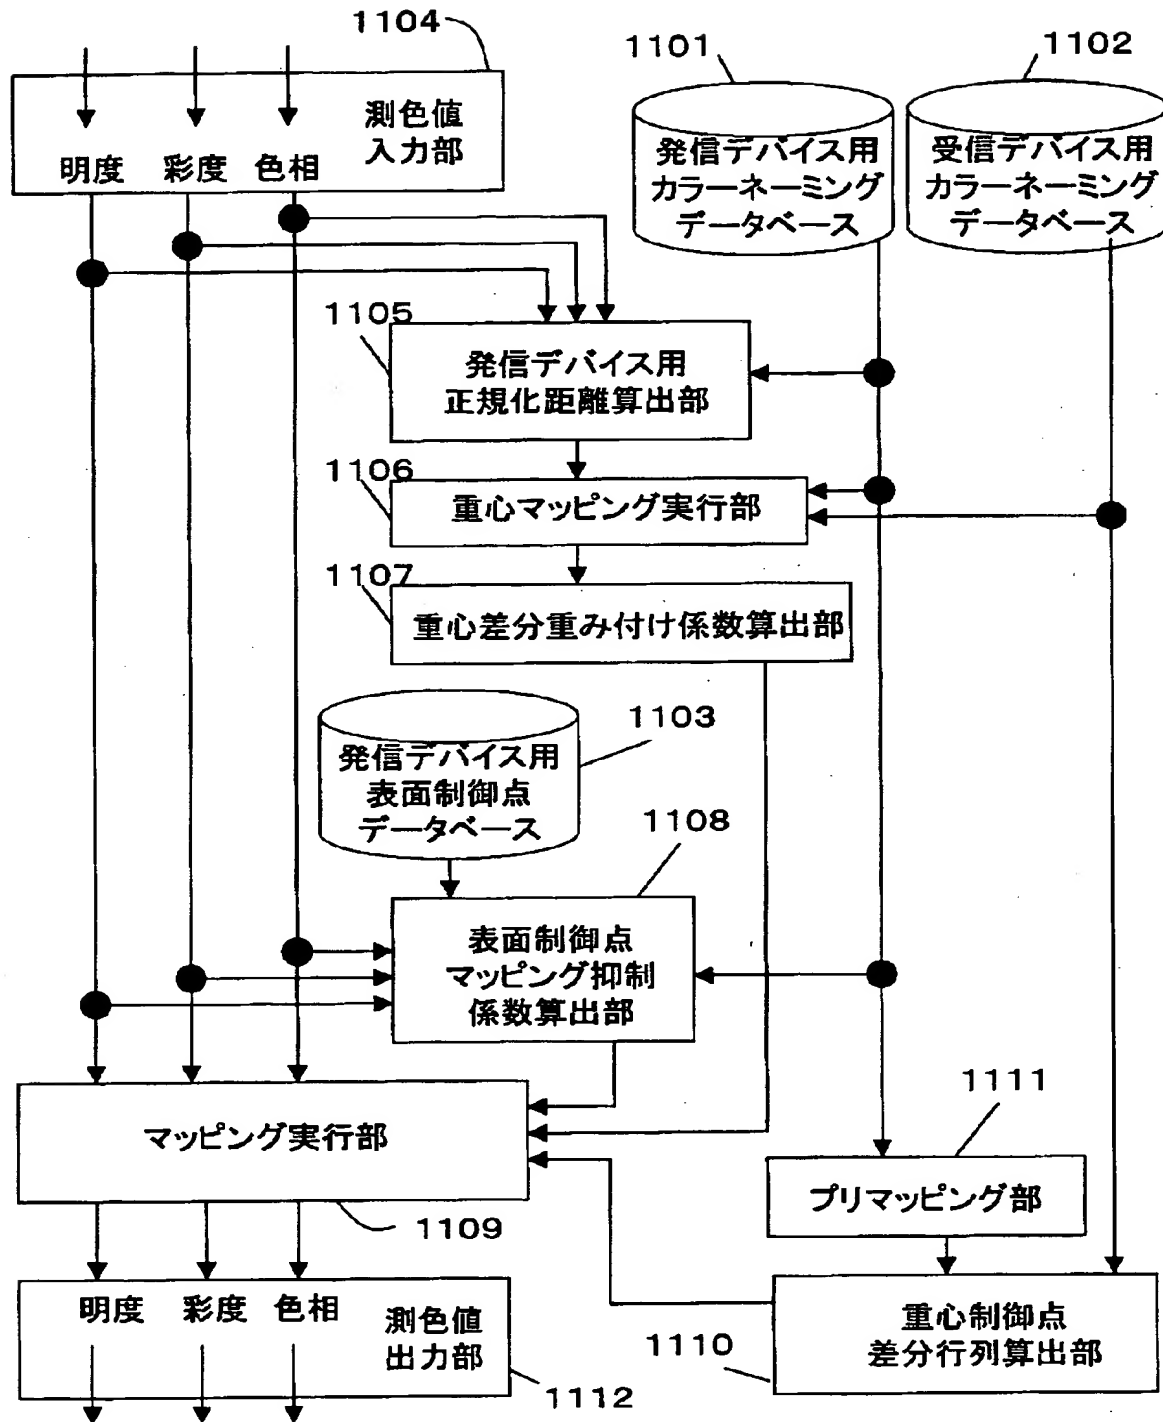 1104
測色値
入力部
明度 彩度 色相
1101
発信デバイス用
カラーネーミング
データベース
1102
受信デバイス用
カラーネーミング
データベース
1105
発信デバイス用
正規化距離算出部
1106
重心マッピング実行部
1107
重心差分重み付け係数算出部
1103
発信デバイス用
表面制御点
データベース
1108
表面制御点
マッピング抑制
係数算出部
マッピング実行部
1109
1111
プリマッピング部
明度 彩度 色相
測色値
出力部
1112
1110
重心制御点
差分行列算出部